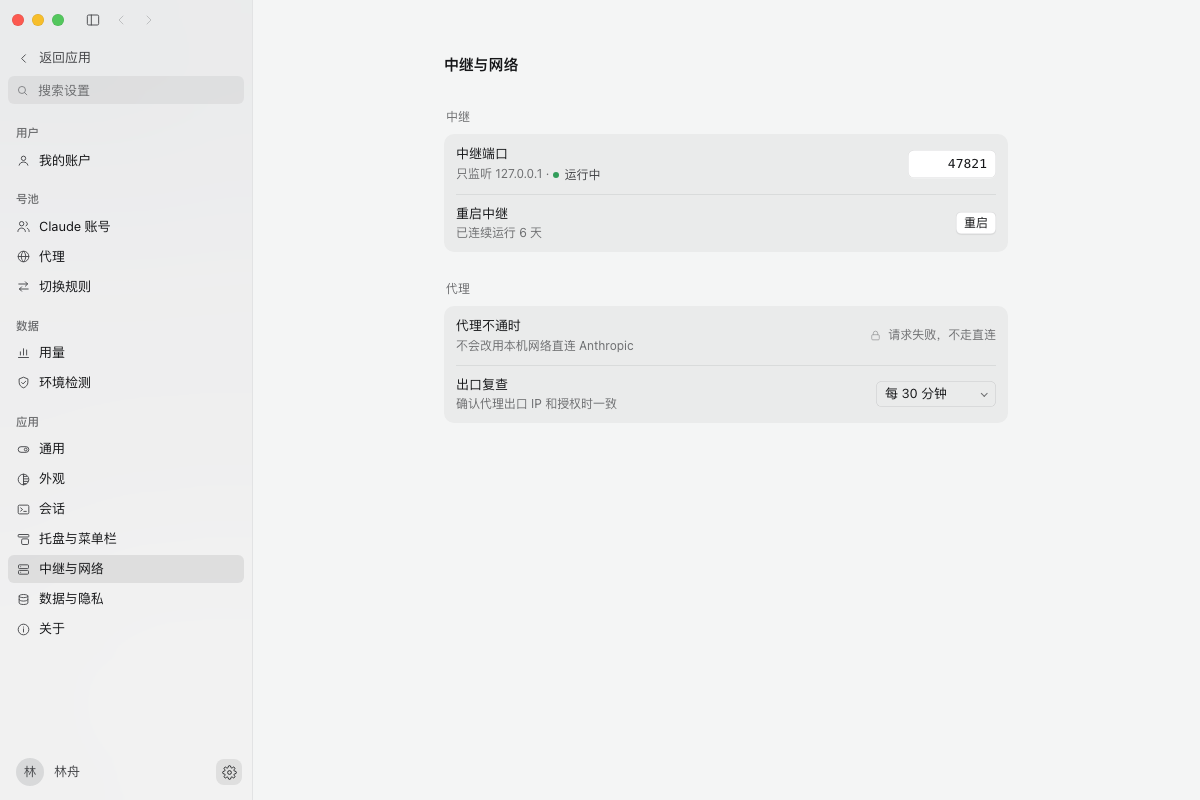 返回应用
搜索设置
用户
我的账户
号池
Claude 账号
代理
切换规则
数据
用量
环境检测
应用
通用
外观
会话
托盘与菜单栏
中继与网络
数据与隐私
关于
林 林舟
中继与网络
中继
中继端口
只监听 127.0.0.1 · 运行中
47821
重启中继
已连续运行 6 天
重启
代理
代理不通时
不会改用本机网络直连 Anthropic
请求失败，不走直连
出口复查
确认代理出口 IP 和授权时一致
每 30 分钟